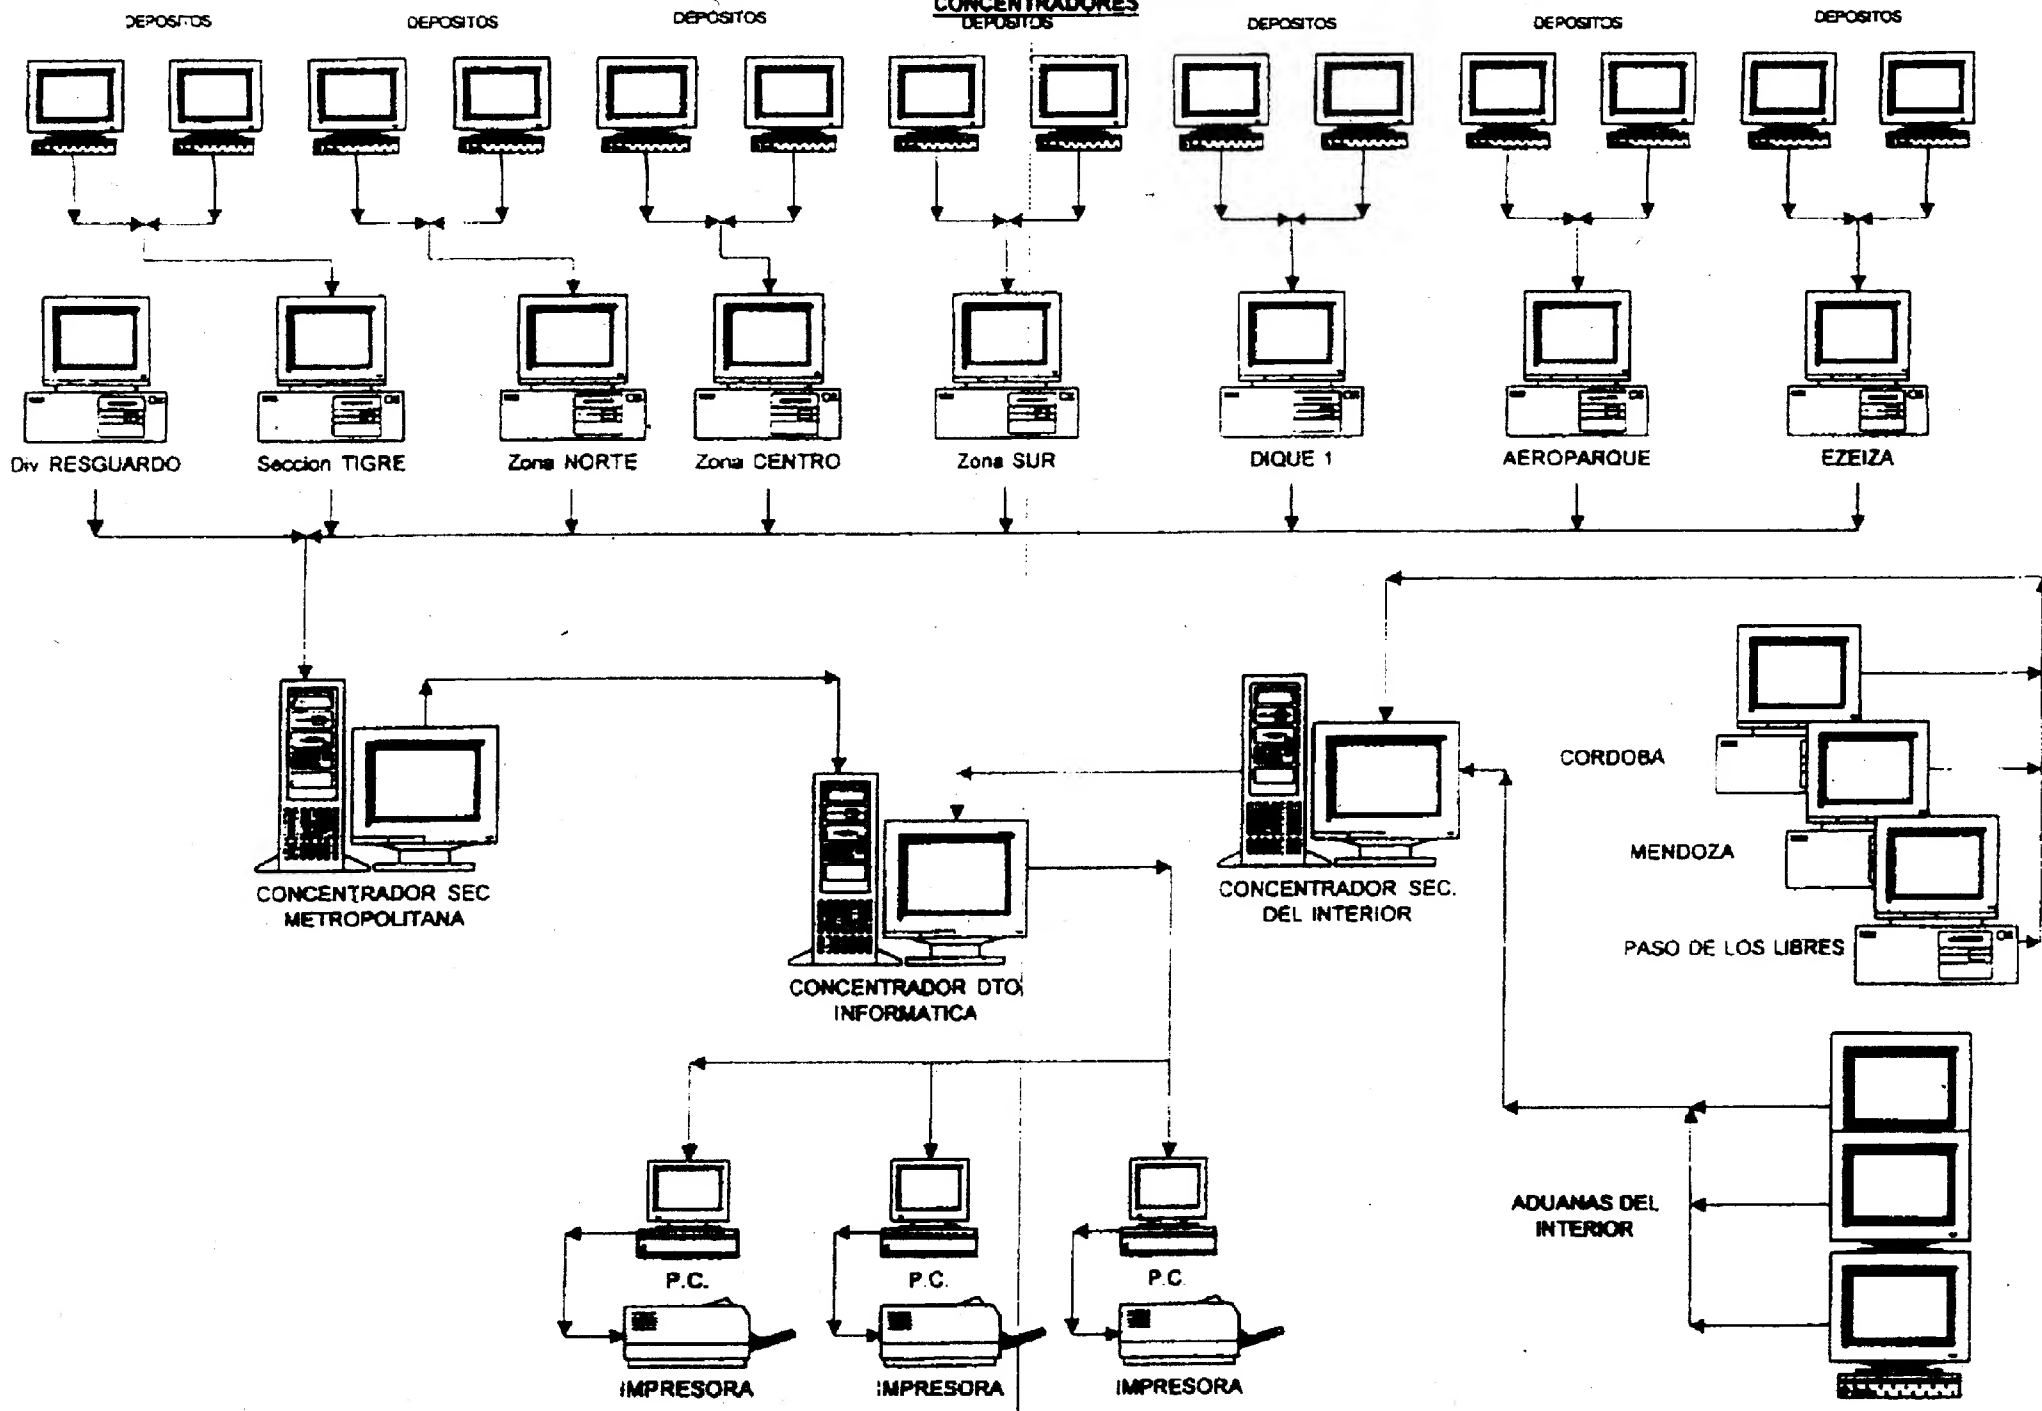 CONCENTRADORES
DEPOSITOS
DEPOSITOS
DEPOSITOS
DEPOSITOS
DEPOSITOS
DEPOSITOS
DEPOSITOS
Div RESGUARDO
Seccion TIGRE
Zona NORTE
Zona CENTRO
Zona SUR
DIQUE 1
AEROPARQUE
EZEIZA
CONCENTRADOR SEC
METROPOLITANA
CONCENTRADOR DTO
INFORMATICA
CONCENTRADOR SEC.
DEL INTERIOR
CORDOBA
MENDOZA
PASO DE LOS LIBRES
ADUANAS DEL
INTERIOR
P.C.
P.C.
P.C.
IMPRESORA
IMPRESORA
IMPRESORA